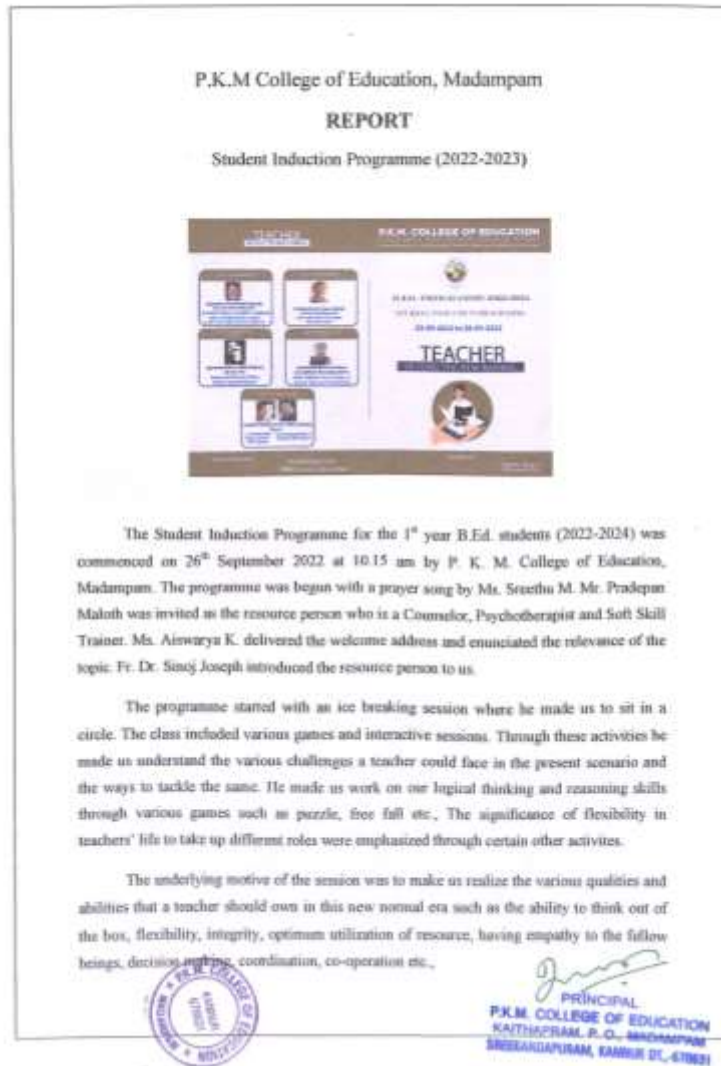 P.K.M College of Education, Madampam
REPORT
Student Induction Programme (2022-2023)
TEACHER
P.K.M. COLLEGE OF EDUCATION
TEACHER
The Student Induction Programme for the 1st year B.Ed. students (2022-2024) was
commenced on 26th September 2022 at 10.15 am by P. K. M. College of Education,
Madampam. The programme was begun with a prayer song by Ms. Sreethu M. Mr. Pradepan
Maloth was invited as the resource person who is a Counselor, Psychotherapist and Soft Skill
Trainer. Ms. Aiswarya K. delivered the welcome address and enunciated the relevance of the
topic. Fr. Dr. Sinoj Joseph introduced the resource person to us.
The programme started with an ice breaking session where he made us to sit in a
circle. The class included various games and interactive sessions. Through these activities he
made us understand the various challenges a teacher could face in the present scenario and
the ways to tackle the same. He made us work on our logical thinking and reasoning skills
through various games such as puzzle, free fall etc., The significance of flexibility in
teachers' life to take up different roles were emphasized through certain other activites.
The underlying motive of the session was to make us realize the various qualities and
abilities that a teacher should own in this new normal era such as the ability to think out of
the box, flexibility, integrity, optimum utilization of resource, having empathy to the fellow
beings, decision making, coordination, co-operation etc.,
P.K.M. COLLEGE OF EDUCATION
KANNUR
670631
PRINCIPAL
P.K.M. COLLEGE OF EDUCATION
KAITHAPRAM. P. O., MADAMPAM
SREEKANDAPURAM, KANNUR DT.-670631